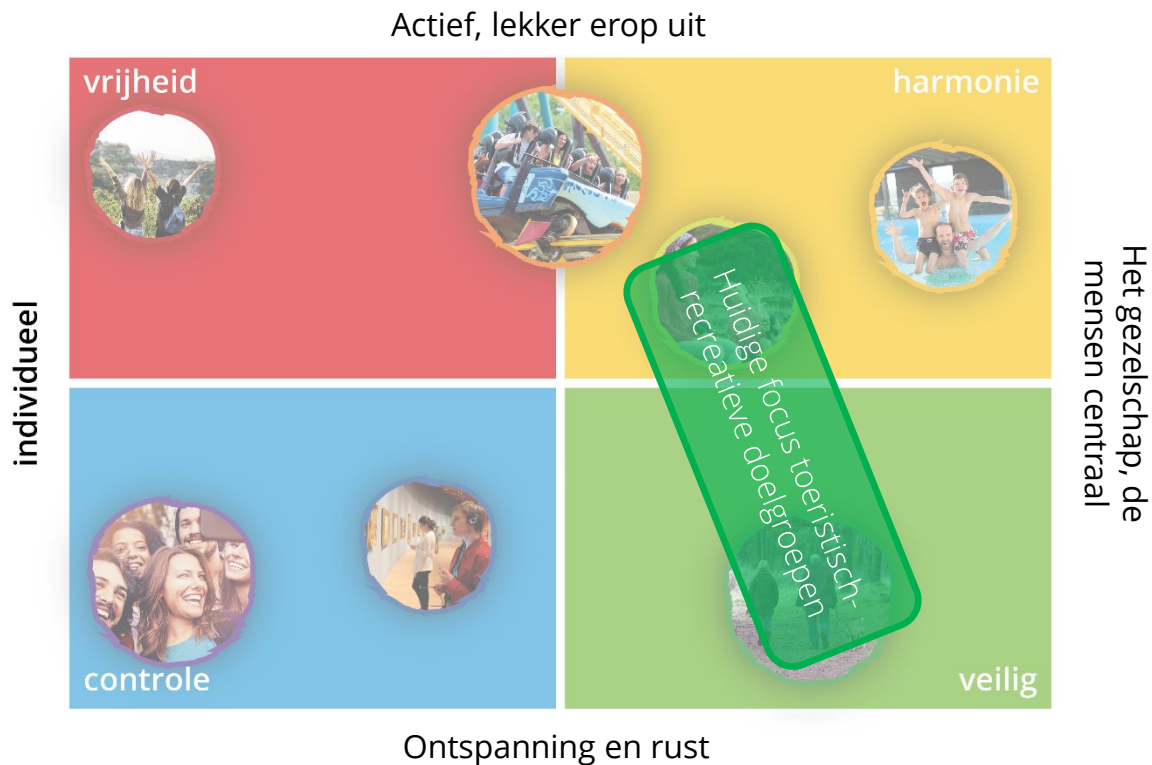 Actief, lekker erop uit
vrijheid
harmonie
individueel
Het gezelschap, de
mensen centraal
Huidige focus toeristisch-
recreatieve doelgroepen
controle
veilig
Ontspanning en rust